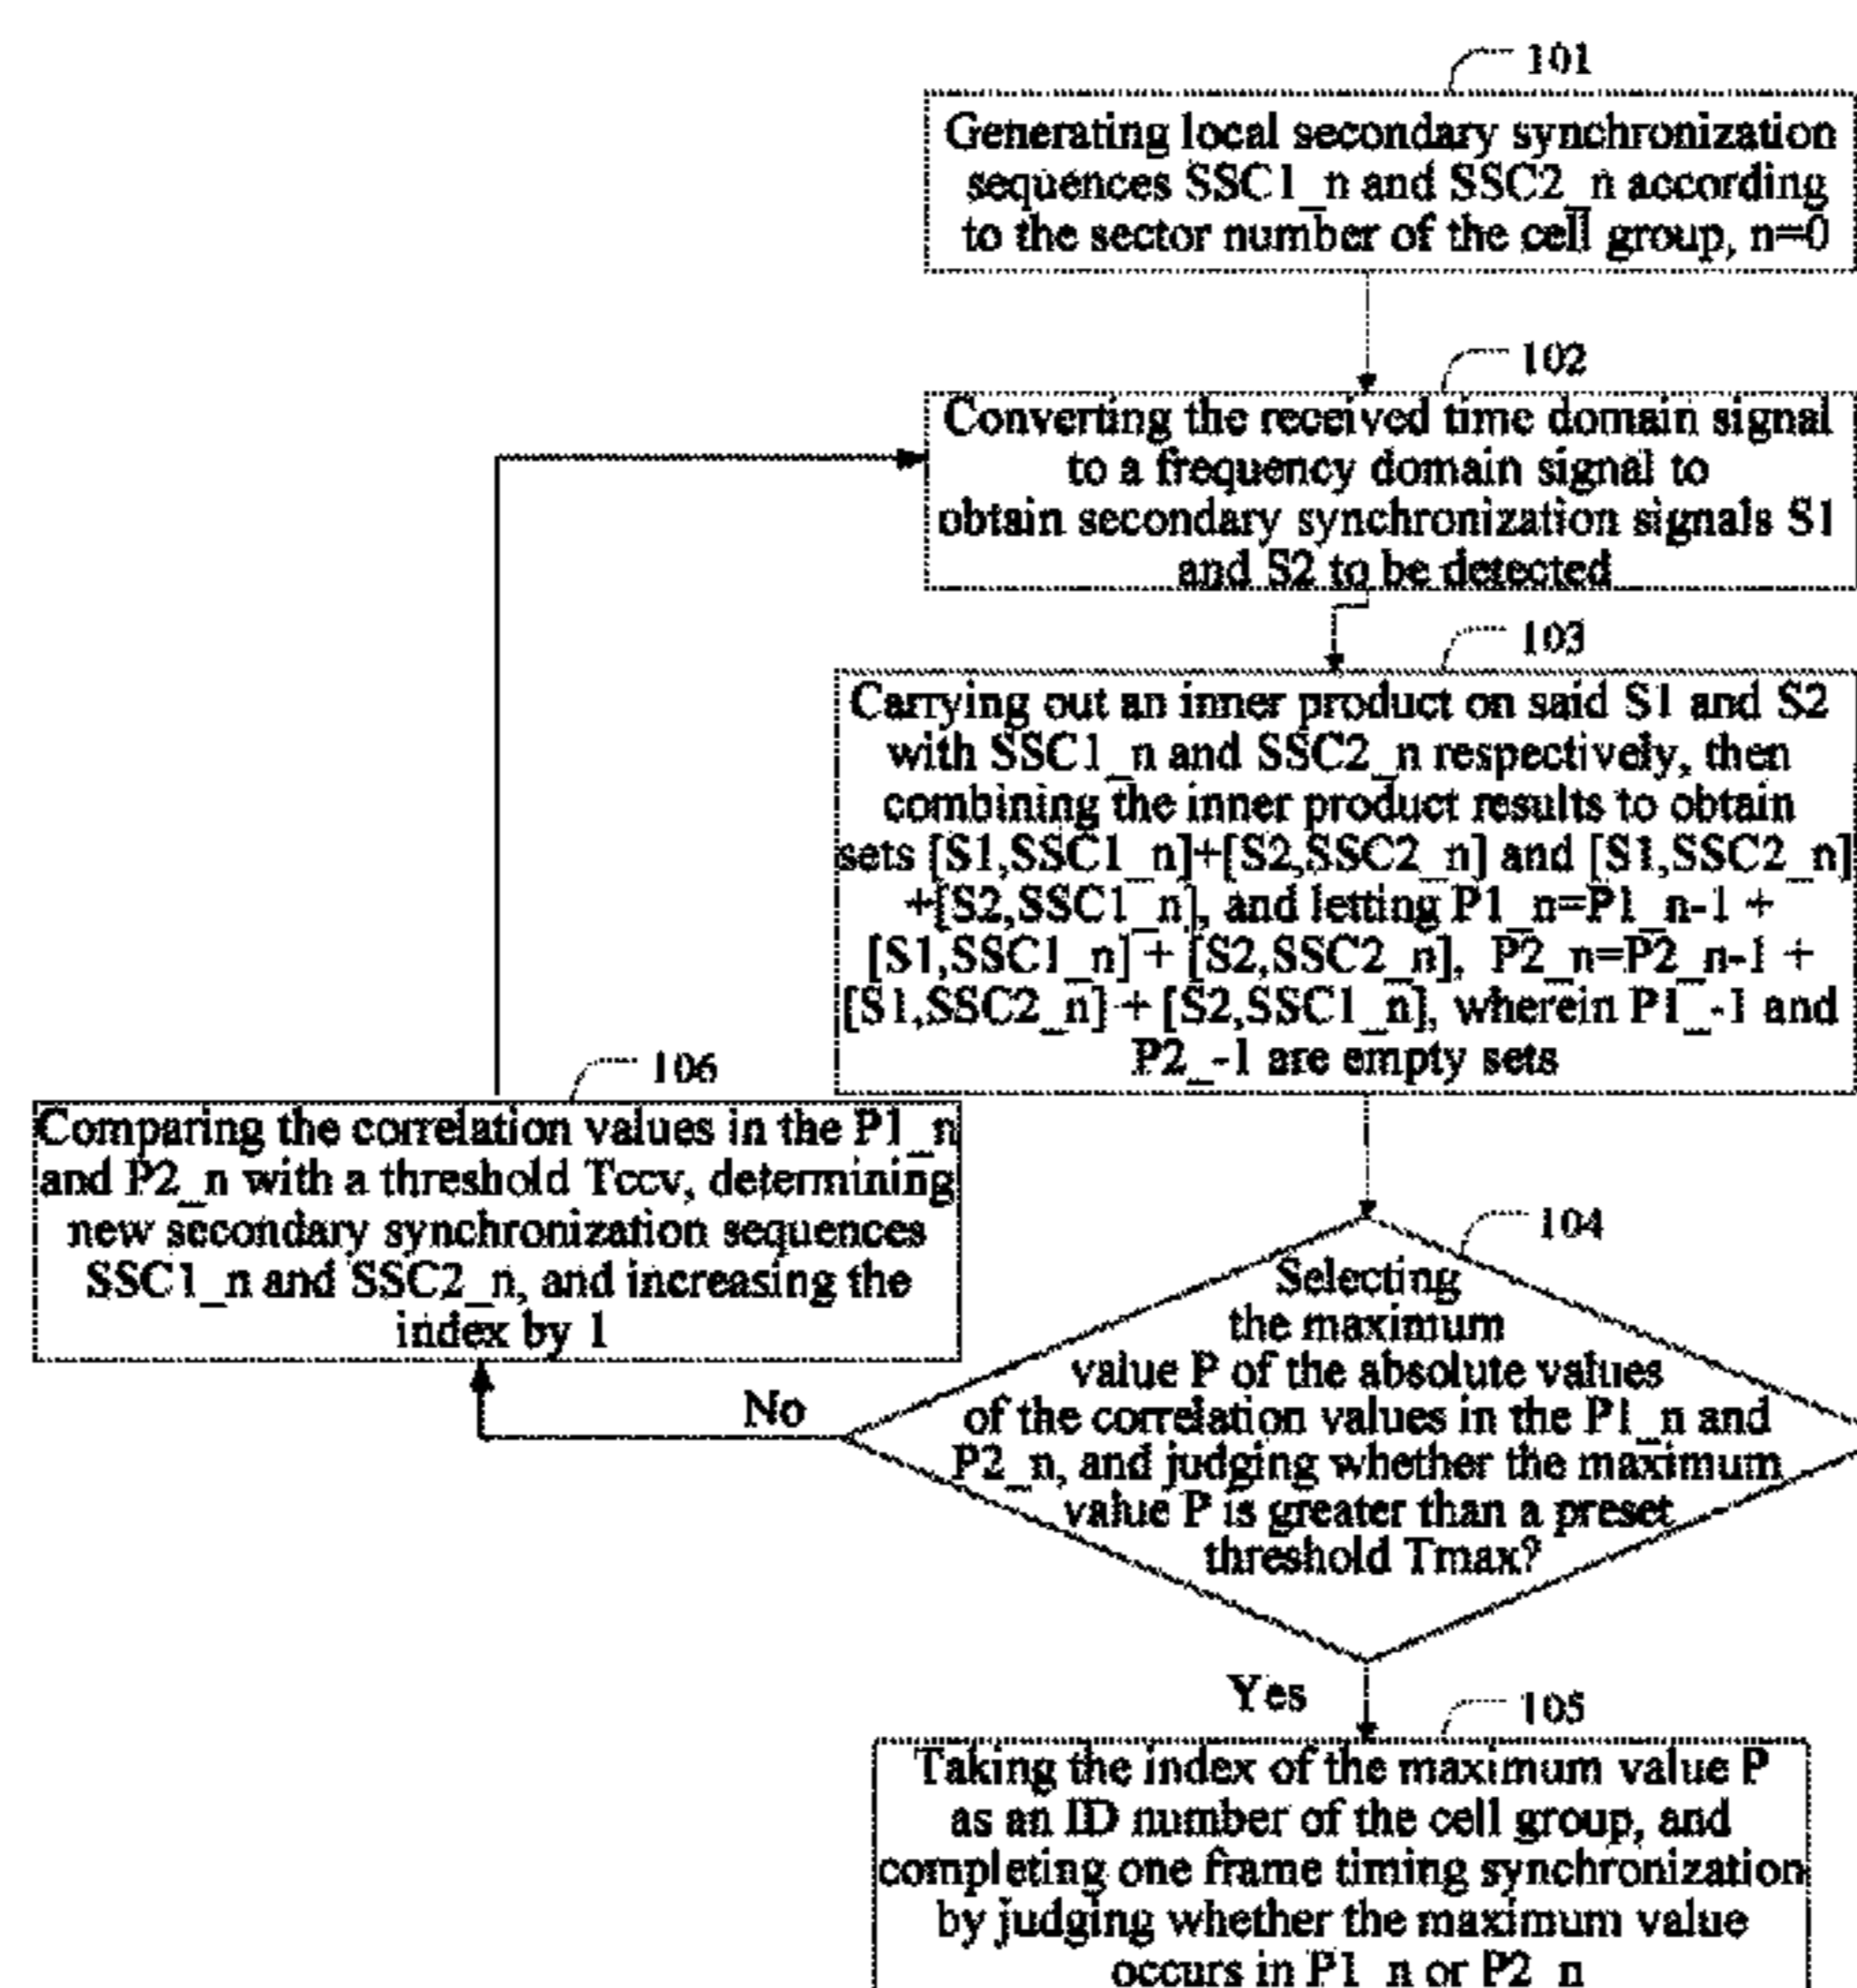 101
Generating local secondary synchronization
sequences SSC1_n and SSC2_n according
to the sector number of the cell group, n=0
102
Converting the received time domain signal
to a frequency domain signal to
obtain secondary synchronization signals S1
and S2 to be detected
103
Carrying out an inner product on said S1 and S2
with SSC1_n and SSC2_n respectively, then
combining the inner product results to obtain
sets [S1,SSC1_n]+[S2,SSC2_n] and [S1,SSC2_n]
+[S2,SSC1_n], and letting P1_n=P1_n-1 +
[S1,SSC1_n] + [S2,SSC2_n], P2_n=P2_n-1 +
[S1,SSC2_n] + [S2,SSC1_n], wherein P1_-1 and
P2_-1 are empty sets
106
Comparing the correlation values in the P1_n
and P2_n with a threshold Tccv, determining
new secondary synchronization sequences
SSC1_n and SSC2_n, and increasing the
index by 1
104
Selecting
the maximum
value P of the absolute values
of the correlation values in the P1_n and
P2_n, and judging whether the maximum
value P is greater than a preset
threshold Tmax?
No
Yes
105
Taking the index of the maximum value P
as an ID number of the cell group, and
completing one frame timing synchronization
by judging whether the maximum value
occurs in P1_n or P2_n